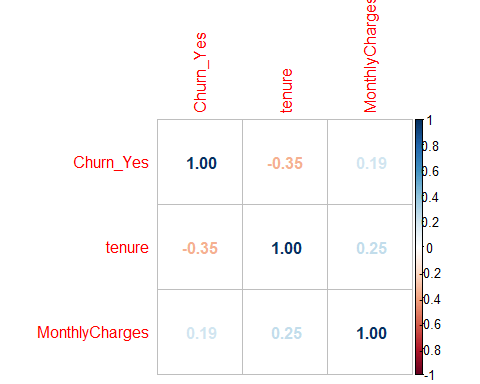 Churn_Yes
tenure
MonthlyCharges
Churn_Yes 1.00 -0.35 0.19
tenure -0.35 1.00 0.25
MonthlyCharges 0.19 0.25 1.00
1
0.8
0.6
0.4
0.2
0
-0.2
-0.4
-0.6
-0.8
-1